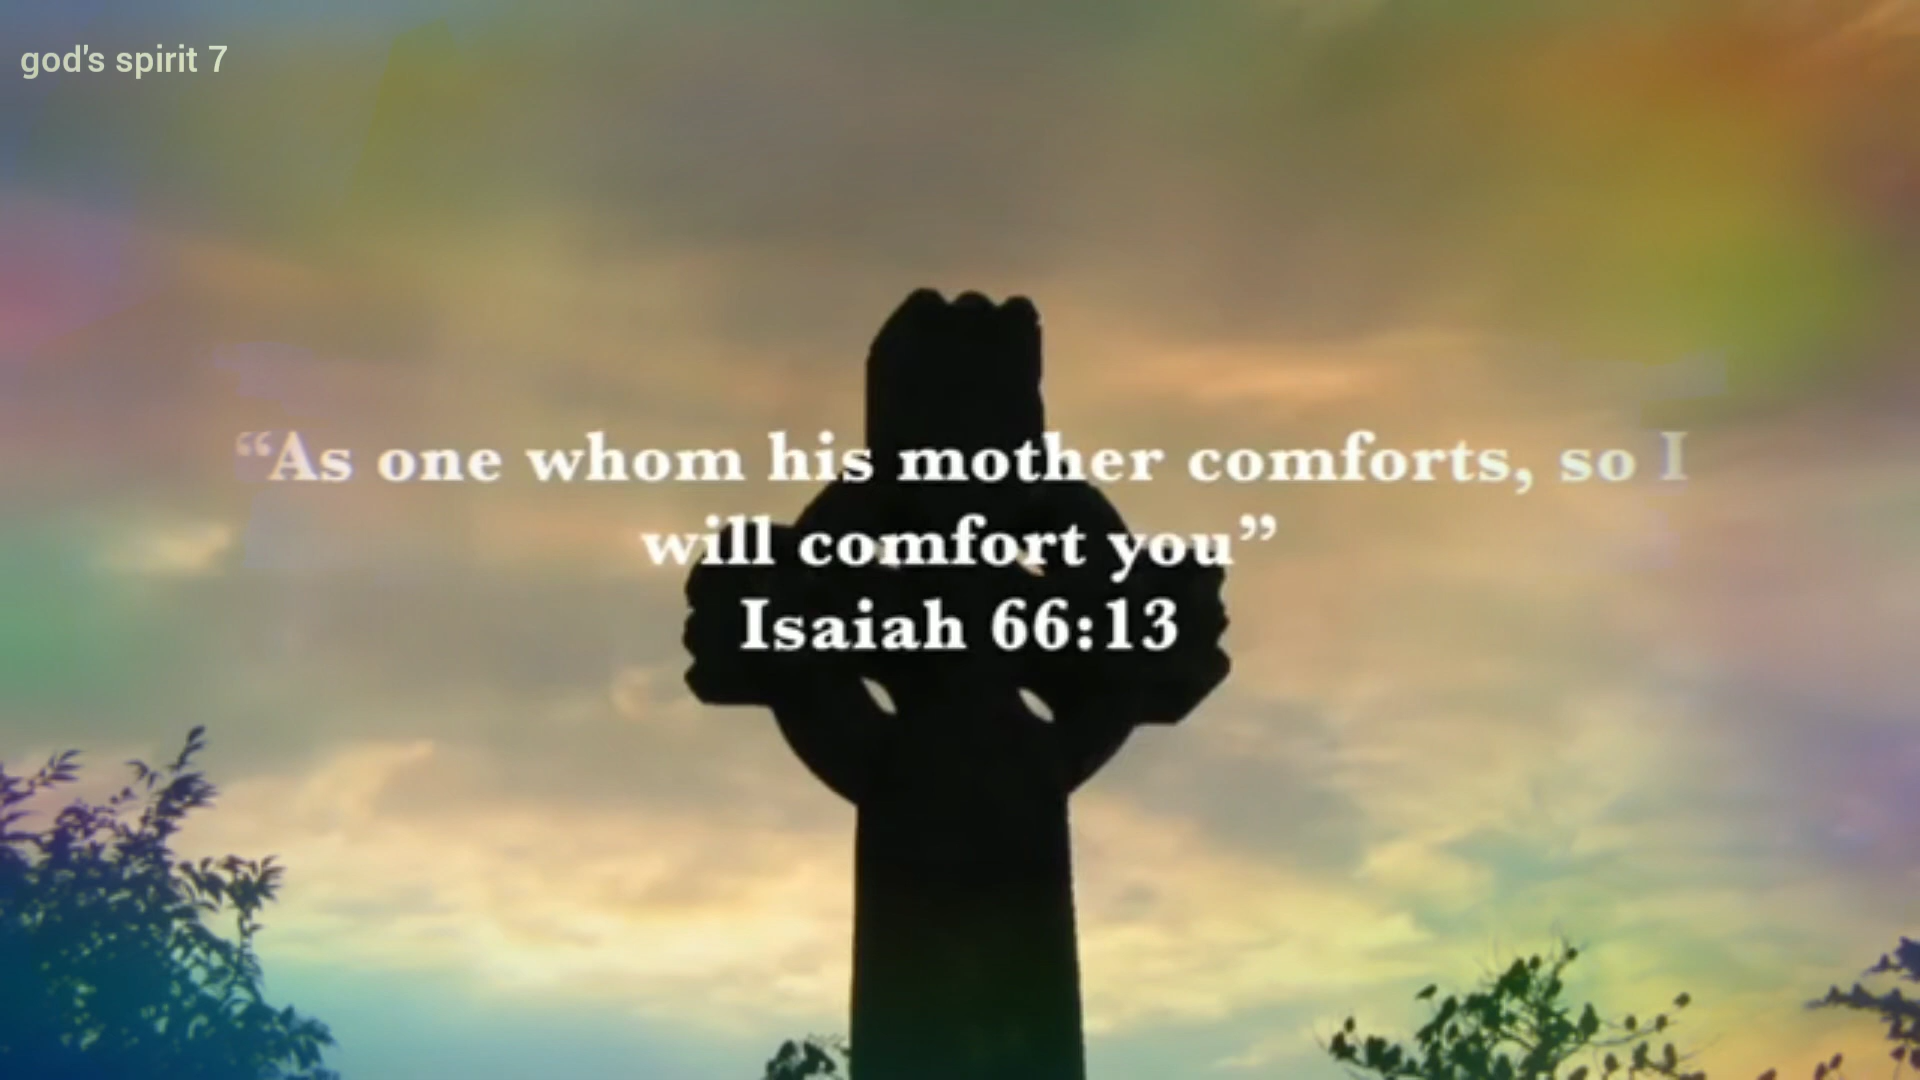 god's spirit 7
“As one whom his mother comforts, so I
will comfort you”
Isaiah 66:13